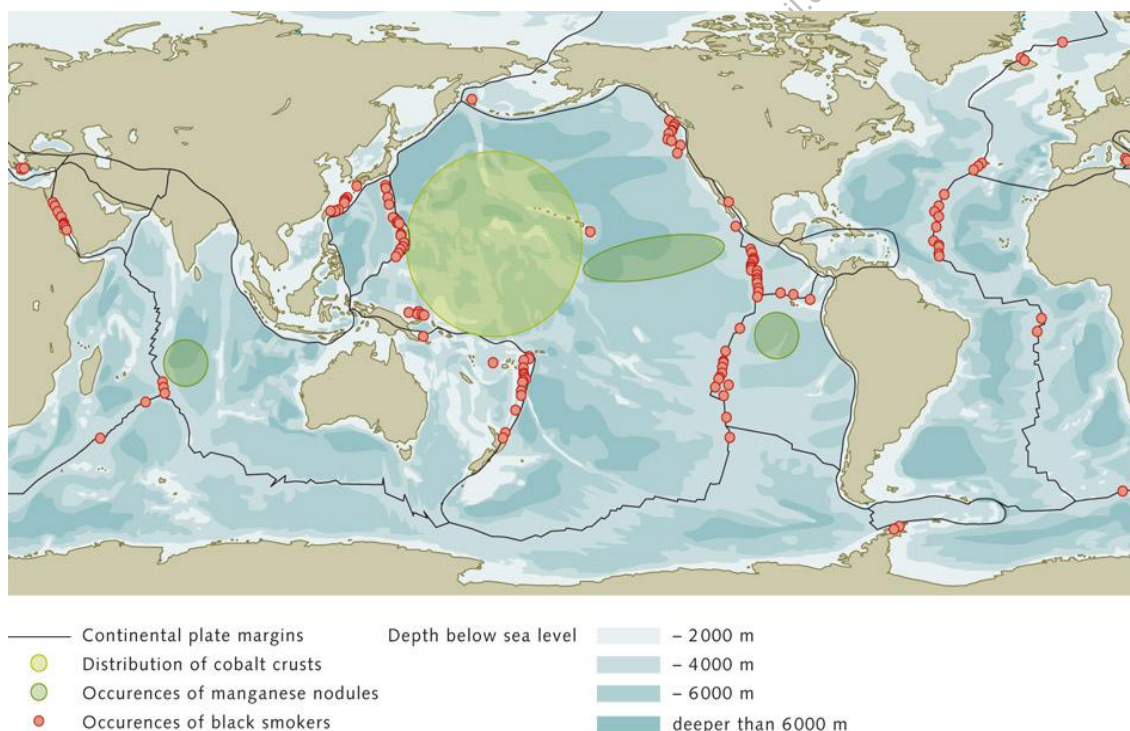 il.c
Continental plate margins
Distribution of cobalt crusts
Occurences of manganese nodules
Occurences of black smokers
Depth below sea level
– 2000 m
– 4000 m
– 6000 m
deeper than 6000 m